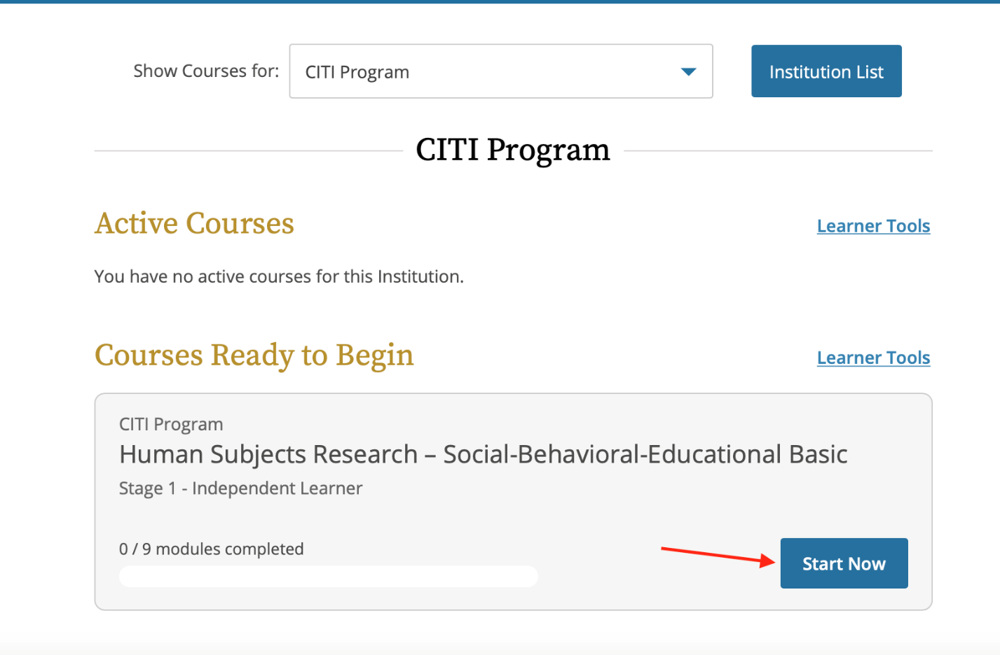 Show Courses for: CITI Program Institution List
CITI Program
Active Courses Learner Tools
You have no active courses for this Institution.
Courses Ready to Begin Learner Tools
CITI Program
Human Subjects Research – Social-Behavioral-Educational Basic
Stage 1 - Independent Learner
0 / 9 modules completed
Start Now